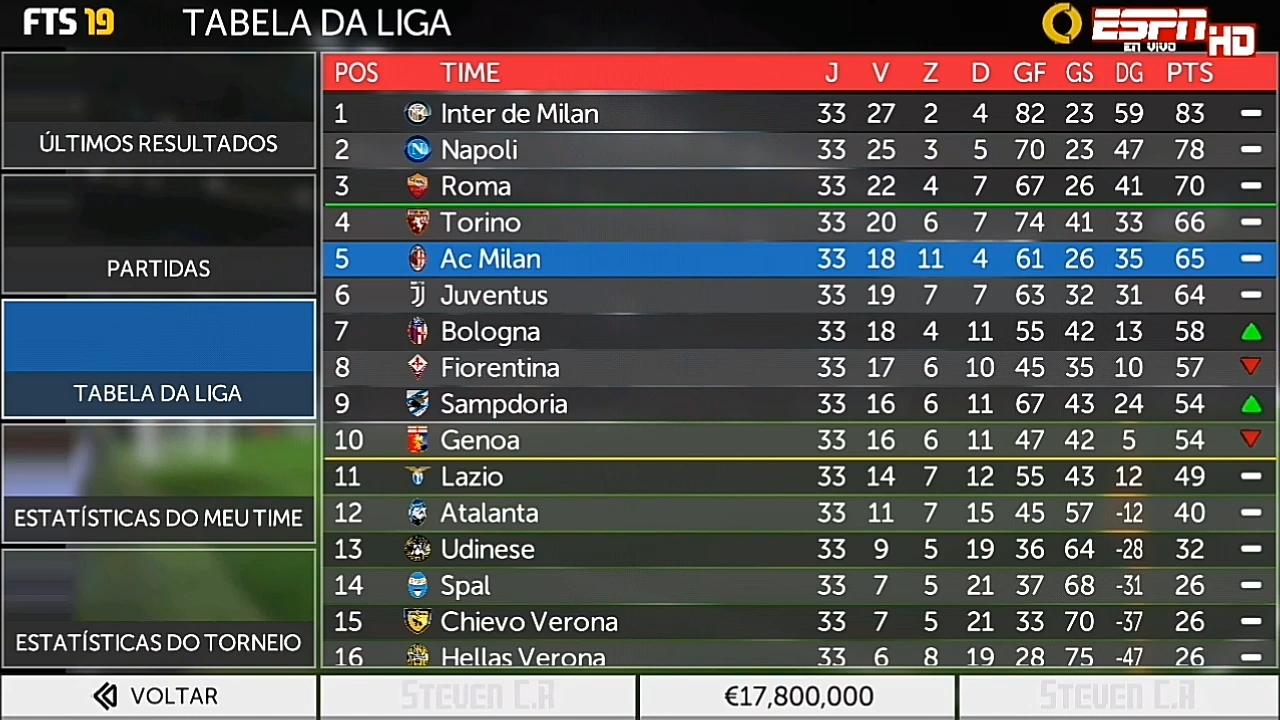 FTS 19 TABELA DA LIGA ESPN HD
EN VIVO
ÚLTIMOS RESULTADOS
PARTIDAS
TABELA DA LIGA
ESTATÍSTICAS DO MEU TIME
ESTATÍSTICAS DO TORNEIO
POS TIME J V Z D GF GS DG PTS
1 Inter de Milan 33 27 2 4 82 23 59 83
2 Napoli 33 25 3 5 70 23 47 78
3 Roma 33 22 4 7 67 26 41 70
4 Torino 33 20 6 7 74 41 33 66
5 Ac Milan 33 18 11 4 61 26 35 65
6 Juventus 33 19 7 7 63 32 31 64
7 Bologna 33 18 4 11 55 42 13 58
8 Fiorentina 33 17 6 10 45 35 10 57
9 Sampdoria 33 16 6 11 67 43 24 54
10 Genoa 33 16 6 11 47 42 5 54
11 Lazio 33 14 7 12 55 43 12 49
12 Atalanta 33 11 7 15 45 57 -12 40
13 Udinese 33 9 5 19 36 64 -28 32
14 Spal 33 7 5 21 37 68 -31 26
15 Chievo Verona 33 7 5 21 33 70 -37 26
16 Hellas Verona 33 6 8 19 28 75 -47 26
VOLTAR STEVEN C.A €17,800,000 STEVEN C.A